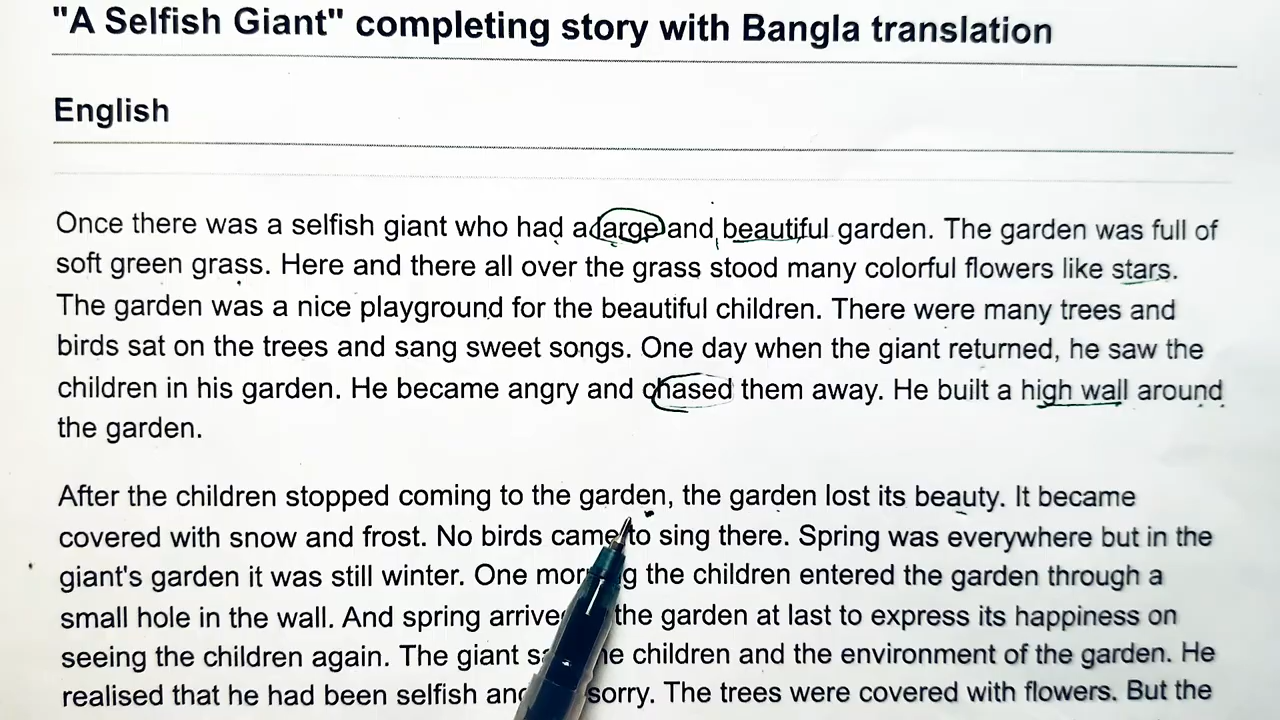 "A Selfish Giant" completing story with Bangla translation
English
Once there was a selfish giant who had a large and beautiful garden. The garden was full of
soft green grass. Here and there all over the grass stood many colorful flowers like stars.
The garden was a nice playground for the beautiful children. There were many trees and
birds sat on the trees and sang sweet songs. One day when the giant returned, he saw the
children in his garden. He became angry and chased them away. He built a high wall around
the garden.
After the children stopped coming to the garden, the garden lost its beauty. It became
covered with snow and frost. No birds came to sing there. Spring was everywhere but in the
giant's garden it was still winter. One morning the children entered the garden through a
small hole in the wall. And spring arrived the garden at last to express its happiness on
seeing the children again. The giant children and the environment of the garden. He
realised that he had been selfish and sorry. The trees were covered with flowers. But the